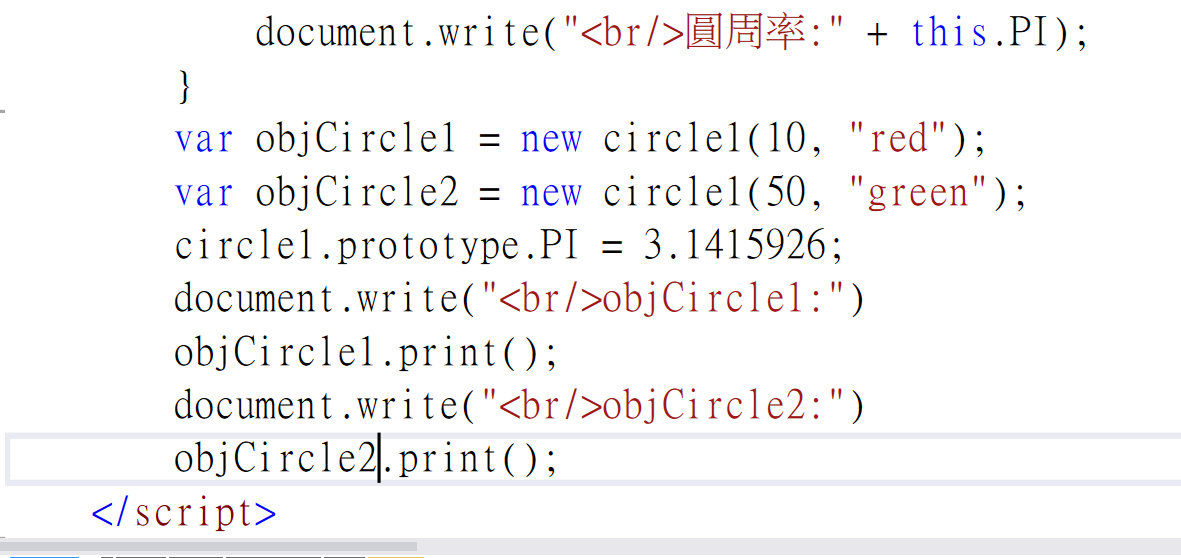 document.write("<br/>圓周率:" + this.PI);
}
var objCircle1 = new circle1(10, "red");
var objCircle2 = new circle1(50, "green");
circle1.prototype.PI = 3.1415926;
document.write("<br/>objCircle1:")
objCircle1.print();
document.write("<br/>objCircle2:")
objCircle2.print();
</script>